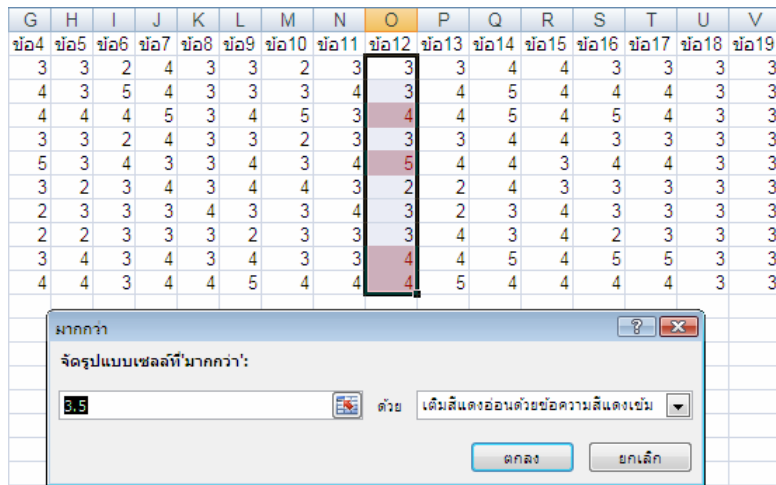 G H I J K L M N O P Q R S T U V
ข้อ4 ข้อ5 ข้อ6 ข้อ7 ข้อ8 ข้อ9 ข้อ10 ข้อ11 ข้อ12 ข้อ13 ข้อ14 ข้อ15 ข้อ16 ข้อ17 ข้อ18 ข้อ19
3 3 2 4 3 3 2 3 3 3 4 4 3 3 3 3
4 3 5 4 3 3 3 4 3 4 5 4 4 4 3 3
4 4 4 5 3 4 5 3 4 4 5 4 5 4 3 3
3 3 2 4 3 3 2 3 3 3 4 4 3 3 3 3
5 3 4 3 3 4 3 4 5 4 4 3 4 4 3 3
3 2 3 4 3 4 4 3 2 2 4 3 3 3 3 3
2 3 3 3 4 3 3 4 3 2 3 4 3 3 3 3
2 2 3 3 3 2 3 3 3 4 3 4 2 3 3 3
3 4 3 4 3 4 3 3 4 4 5 4 5 5 3 3
4 4 3 4 4 5 4 4 4 5 4 4 4 4 3 3
มากกว่า
จัดรูปแบบเซลล์ที่'มากกว่า':
3.5 ด้วย เติมสีแดงอ่อนด้วยข้อความสีแดงเข้ม
ตกลง ยกเลิก